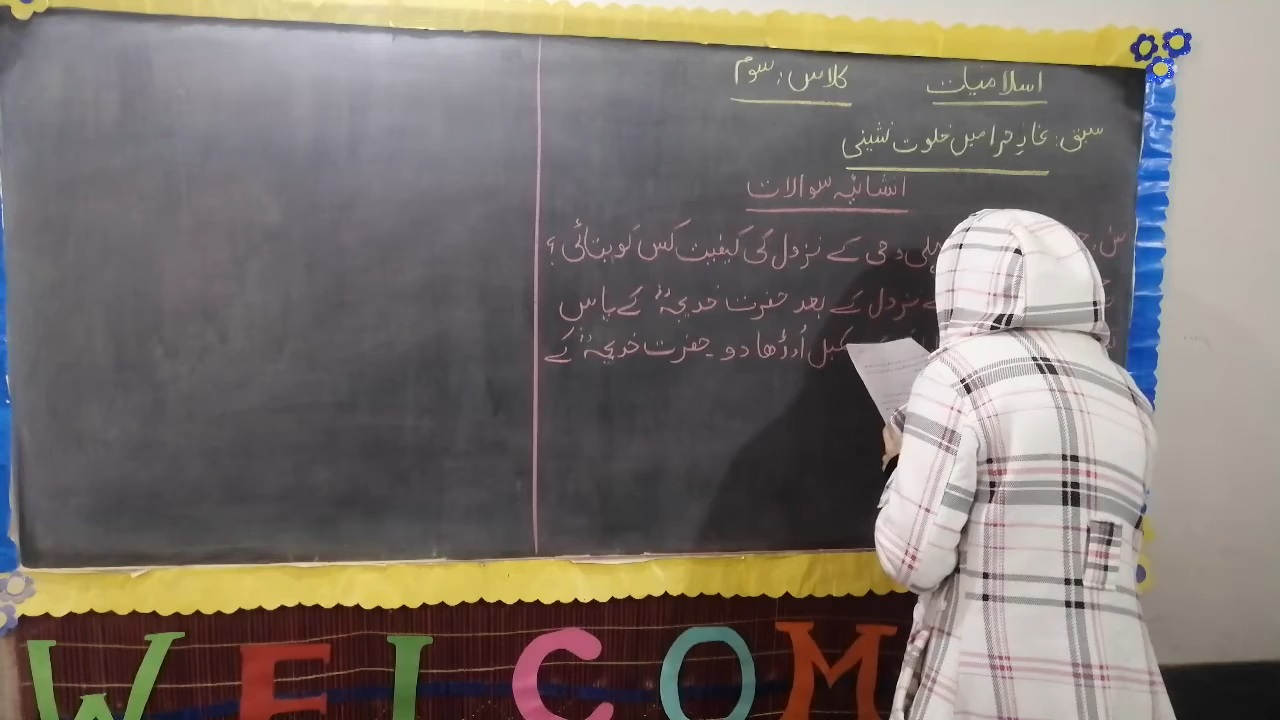 اسلامیات کلاس: سوم
سبق: غارِ حرا میں خلوت نشینی
انشائیہ سوالات
س: پہلی وحی کے نزول کی کیفیت کس کو بتائی؟
نزول کے بعد حضرت خدیجہؓ کے پاس
کمبل اُوڑھا دو۔ حضرت خدیجہؓ کے
WELCOM